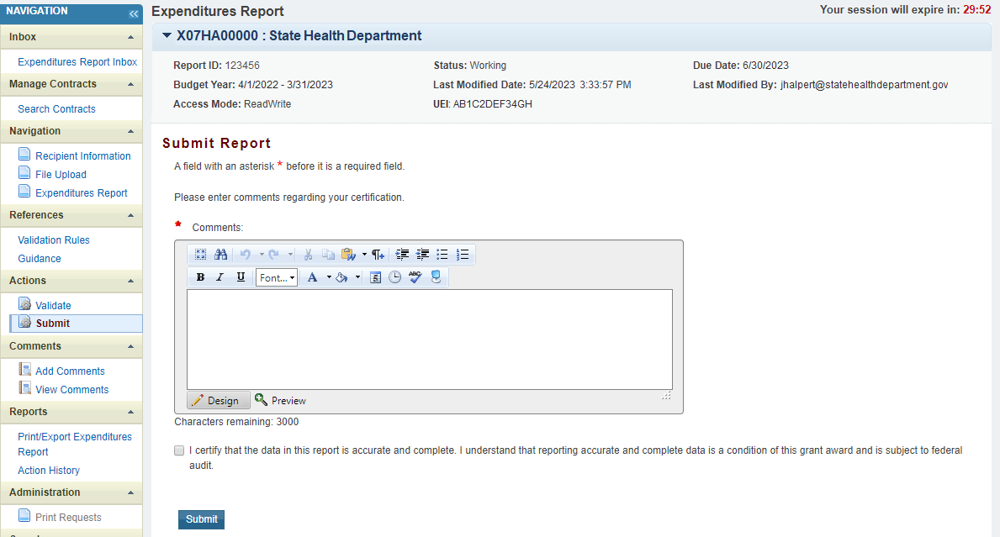 NAVIGATION
Inbox
Expenditures Report Inbox
Manage Contracts
Search Contracts
Navigation
Recipient Information
File Upload
Expenditures Report
References
Validation Rules
Guidance
Actions
Validate
Submit
Comments
Add Comments
View Comments
Reports
Print/Export Expenditures
Report
Action History
Administration
Print Requests
Expenditures Report
Your session will expire in: 29:52
X07HA00000 : State Health Department
Report ID: 123456 Status: Working Due Date: 6/30/2023
Budget Year: 4/1/2022 - 3/31/2023 Last Modified Date: 5/24/2023 3:33:57 PM Last Modified By: jhalpert@statehealthdepartment.gov
Access Mode: ReadWrite UEI: AB1C2DEF34GH
Submit Report
A field with an asterisk * before it is a required field.
Please enter comments regarding your certification.
* Comments:
B I U Font... A ABC
Design Preview
Characters remaining: 3000
I certify that the data in this report is accurate and complete. I understand that reporting accurate and complete data is a condition of this grant award and is subject to federal
audit.
Submit